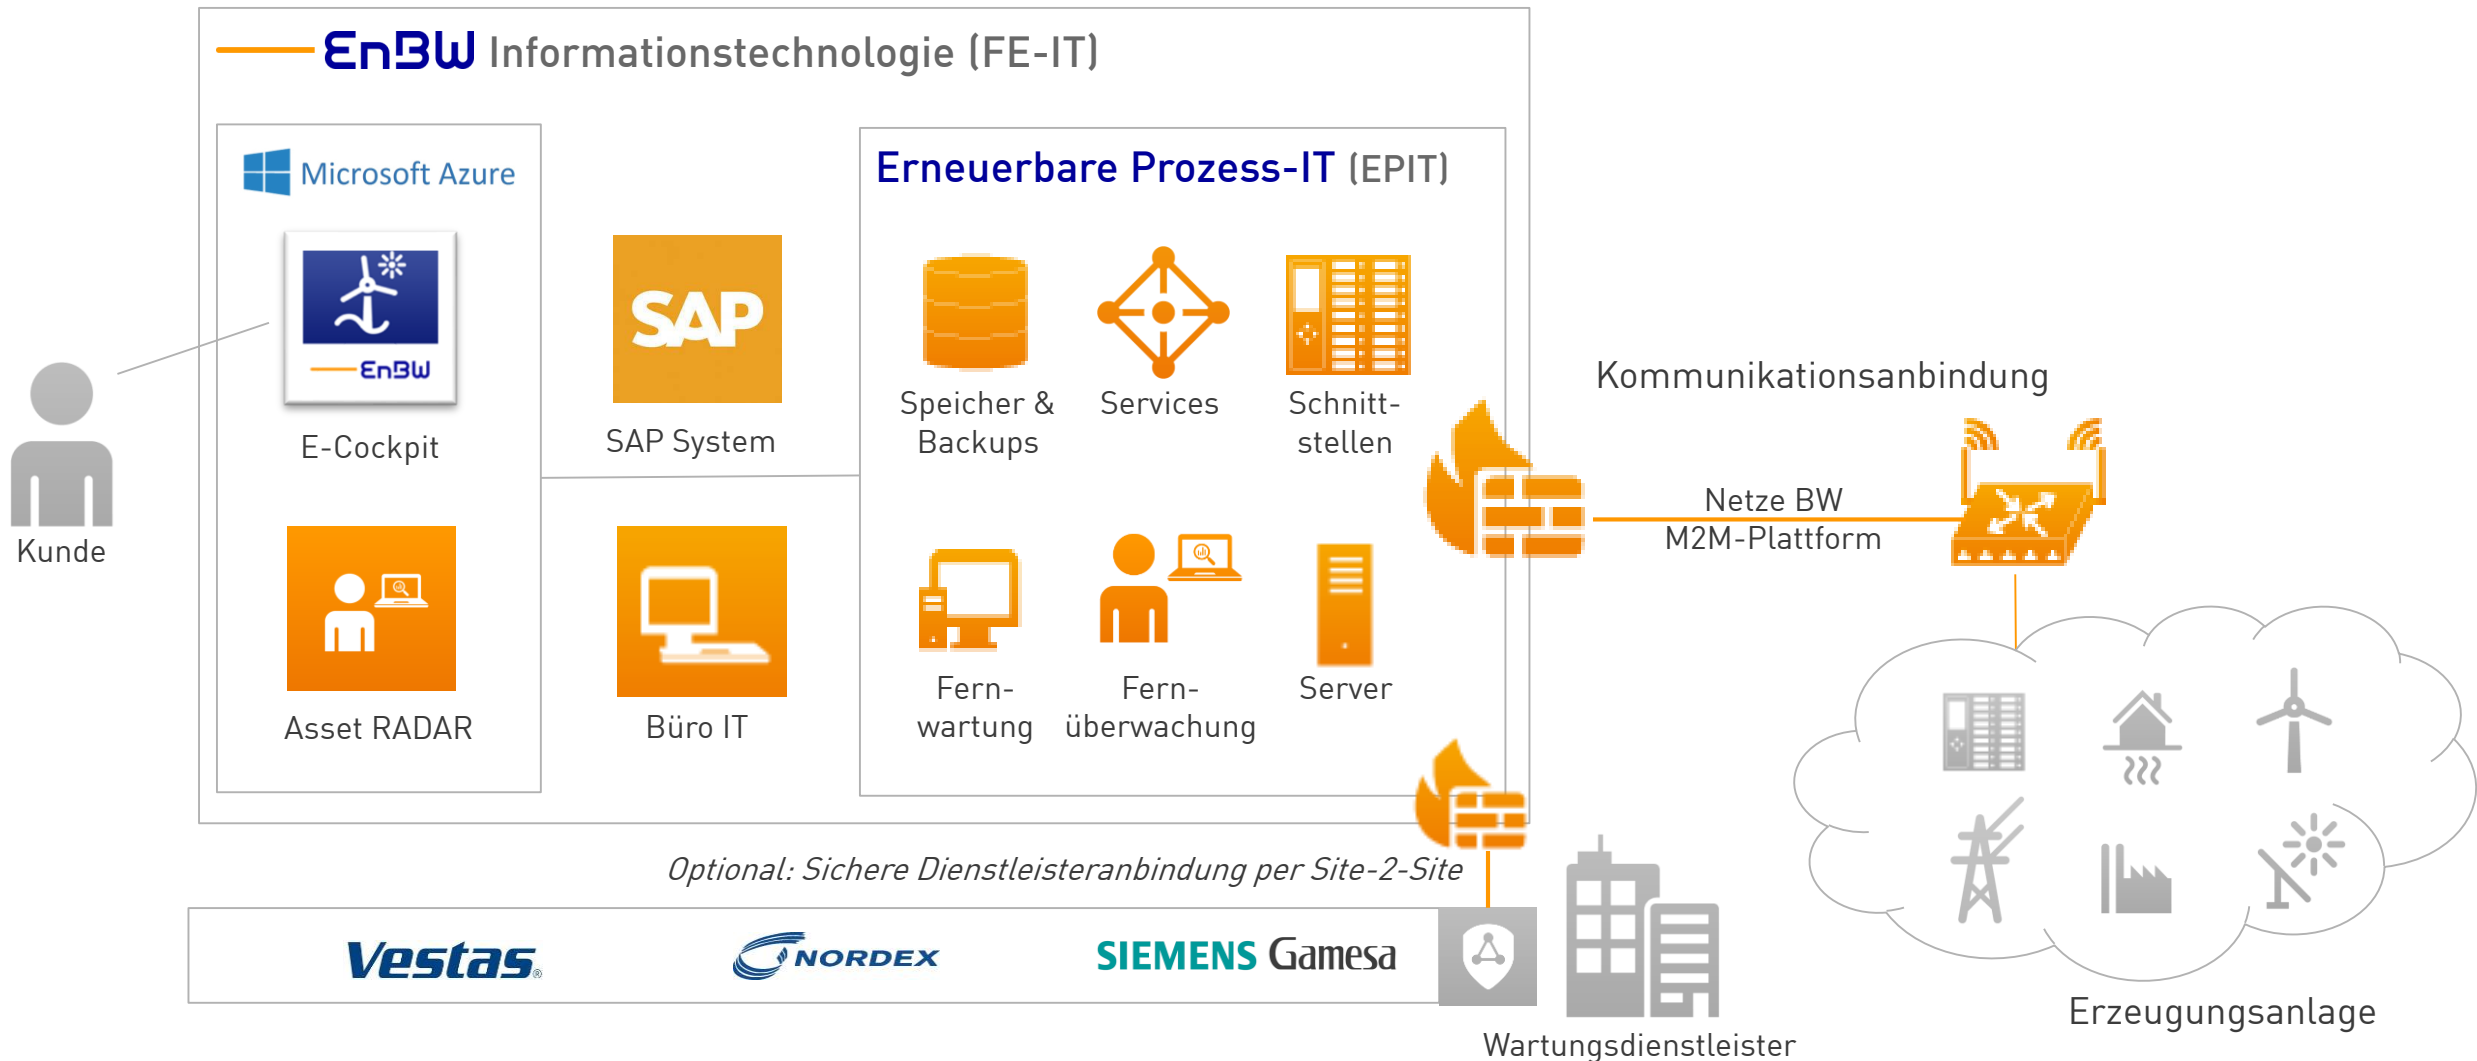 EnBW Informationstechnologie (FE-IT)
Microsoft Azure
EnBW
E-Cockpit
Asset RADAR
SAP
SAP System
Büro IT
Erneuerbare Prozess-IT (EPIT)
Speicher &
Backups
Services
Schnitt-
stellen
Fern-
wartung
Fern-
überwachung
Server
Kunde
Kommunikationsanbindung
Netze BW
M2M-Plattform
Erzeugungsanlage
Optional: Sichere Dienstleisteranbindung per Site-2-Site
Vestas®
NORDEX
SIEMENS Gamesa
Wartungsdienstleister